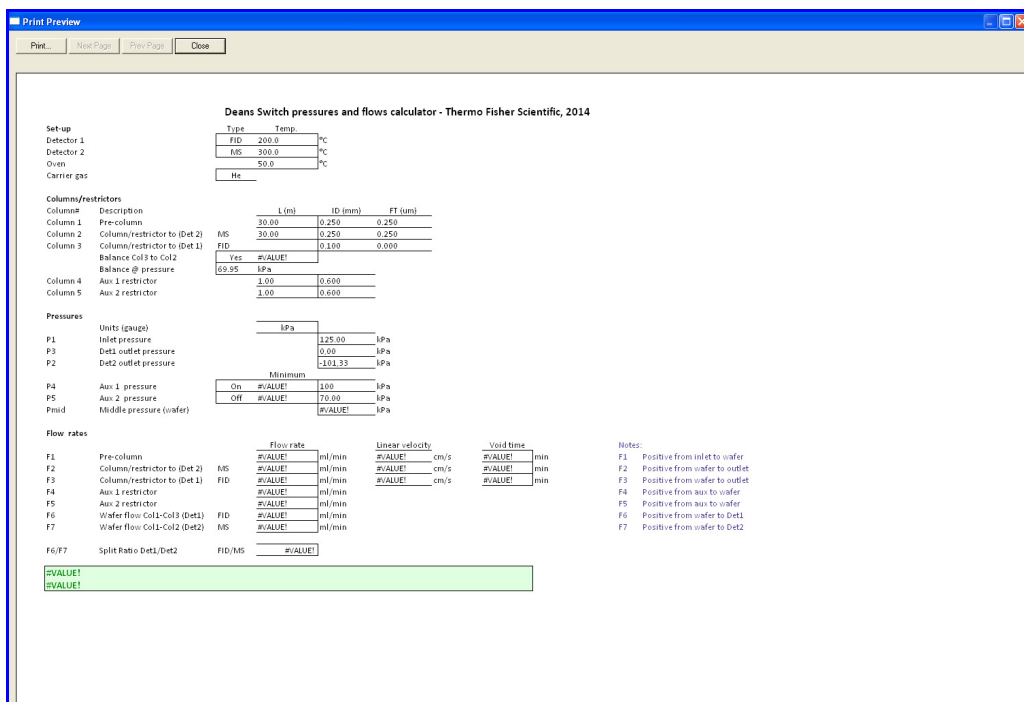 Print Preview
Print... Next Page Prev Page Close
Deans Switch pressures and flows calculator - Thermo Fisher Scientific, 2014
Set-up Type Temp.
Detector 1 FID 200.0 °C
Detector 2 MS 300.0 °C
Oven 50.0 °C
Carrier gas He
Columns/restrictors
Column# Description L (m) ID (mm) FT (um)
Column 1 Pre-column 30.00 0.250 0.250
Column 2 Column/restrictor to (Det 2) MS 30.00 0.250 0.250
Column 3 Column/restrictor to (Det 1) FID 0.100 0.000
Balance Col3 to Col2 Yes #VALUE!
Balance @ pressure 69.95 kPa
Column 4 Aux 1 restrictor 1.00 0.600
Column 5 Aux 2 restrictor 1.00 0.600
Pressures
Units (gauge) kPa
P1 Inlet pressure 125.00 kPa
P3 Det1 outlet pressure 0,00 kPa
P2 Det2 outlet pressure -101,33 kPa
Minimum
P4 Aux 1 pressure On #VALUE! 100 kPa
P5 Aux 2 pressure Off #VALUE! 70.00 kPa
Pmid Middle pressure (wafer) #VALUE! kPa
Flow rates
Flow rate Linear velocity Void time Notes:
F1 Pre-column #VALUE! ml/min #VALUE! cm/s #VALUE! min F1 Positive from inlet to wafer
F2 Column/restrictor to (Det 2) MS #VALUE! ml/min #VALUE! cm/s #VALUE! min F2 Positive from wafer to outlet
F3 Column/restrictor to (Det 1) FID #VALUE! ml/min #VALUE! cm/s #VALUE! min F3 Positive from wafer to outlet
F4 Aux 1 restrictor #VALUE! ml/min F4 Positive from aux to wafer
F5 Aux 2 restrictor #VALUE! ml/min F5 Positive from aux to wafer
F6 Wafer flow Col1-Col3 (Det1) FID #VALUE! ml/min F6 Positive from wafer to Det1
F7 Wafer flow Col1-Col2 (Det2) MS #VALUE! ml/min F7 Positive from wafer to Det2
F6/F7 Split Ratio Det1/Det2 FID/MS #VALUE!
#VALUE!
#VALUE!